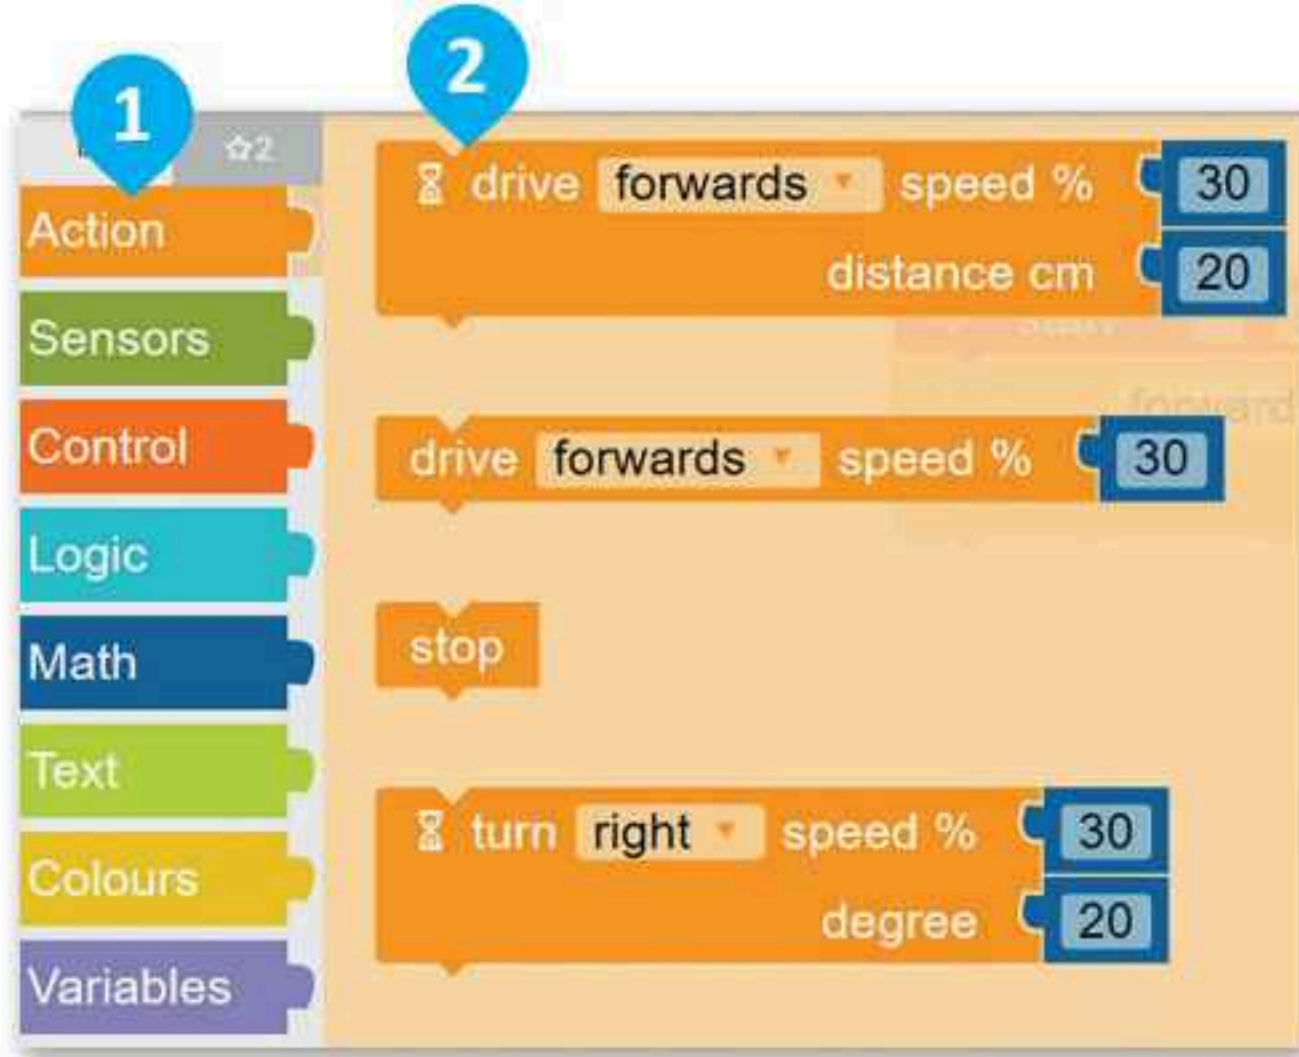 1
2
☆2
Action
Sensors
Control
Logic
Math
Text
Colours
Variables
drive forwards speed % 30
distance cm 20
drive forwards speed % 30
stop
turn right speed % 30
degree 20
forward